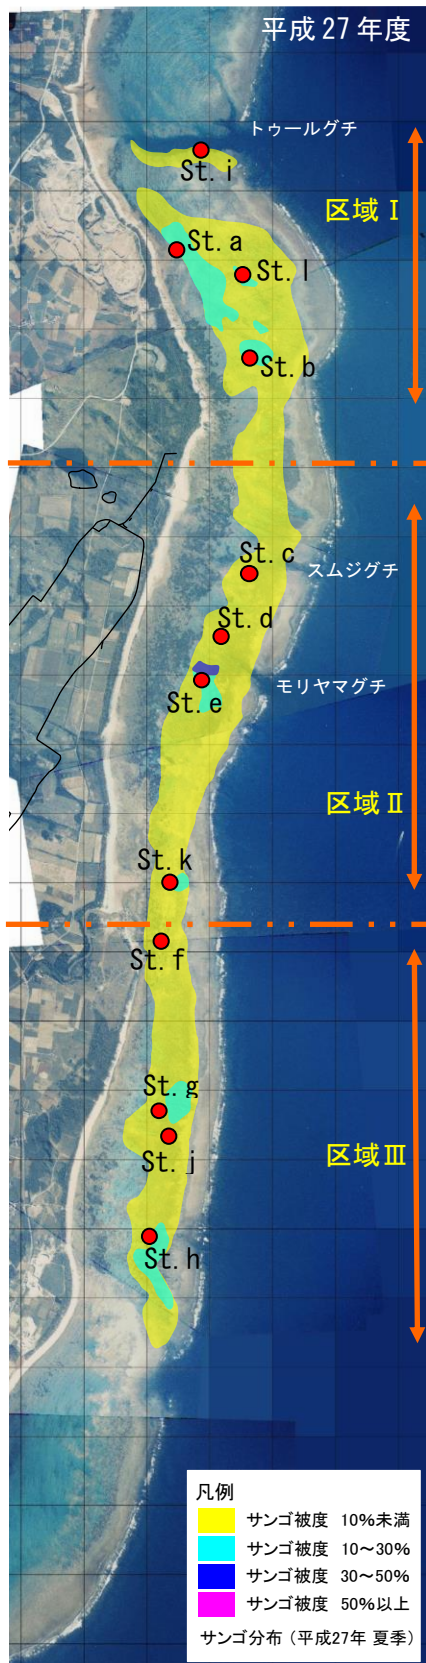 平成27年度
トゥールグチ
St. i
区域Ⅰ
St. a
St. l
St. b
St. c
スムジグチ
St. d
モリヤマグチ
St. e
区域Ⅱ
St. k
St. f
St. g
St. j
区域Ⅲ
St. h
凡例
サンゴ被度 10%未満
サンゴ被度 10～30%
サンゴ被度 30～50%
サンゴ被度 50%以上
サンゴ分布（平成27年 夏季）